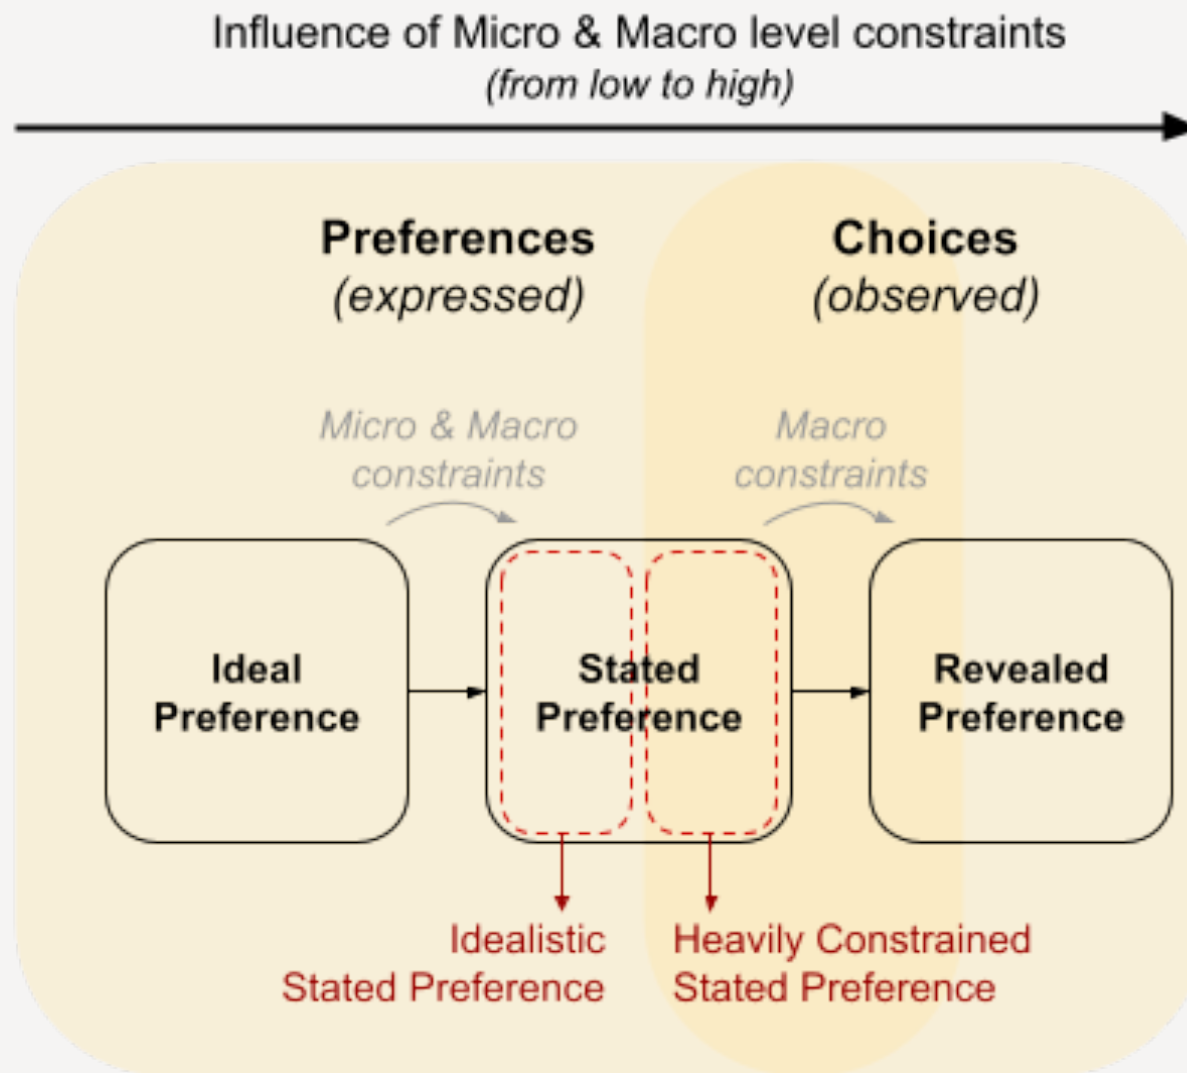 Influence of Micro & Macro level constraints
(from low to high)
Preferences
(expressed)
Choices
(observed)
Micro & Macro
constraints
Macro
constraints
Ideal
Preference
Stated
Preference
Revealed
Preference
Idealistic
Stated Preference
Heavily Constrained
Stated Preference